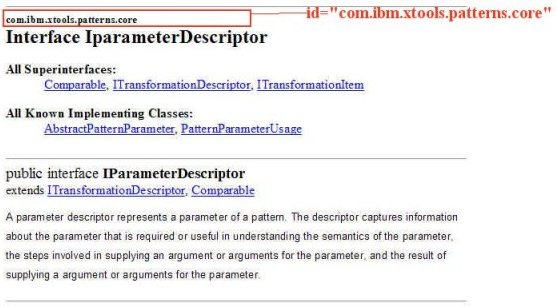 com.ibm.xtools.patterns.core
id="com.ibm.xtools.patterns.core"
Interface IparameterDescriptor
All Superinterfaces:
Comparable, ITransformationDescriptor, ITransformationItem
All Known Implementing Classes:
AbstractPatternParameter, PatternParameterUsage
public interface IParameterDescriptor
extends ITransformationDescriptor, Comparable
A parameter descriptor represents a parameter of a pattern. The descriptor captures information
about the parameter that is required or useful in understanding the semantics of the parameter,
the steps involved in supplying an argument or arguments for the parameter, and the result of
supplying a argument or arguments for the parameter.